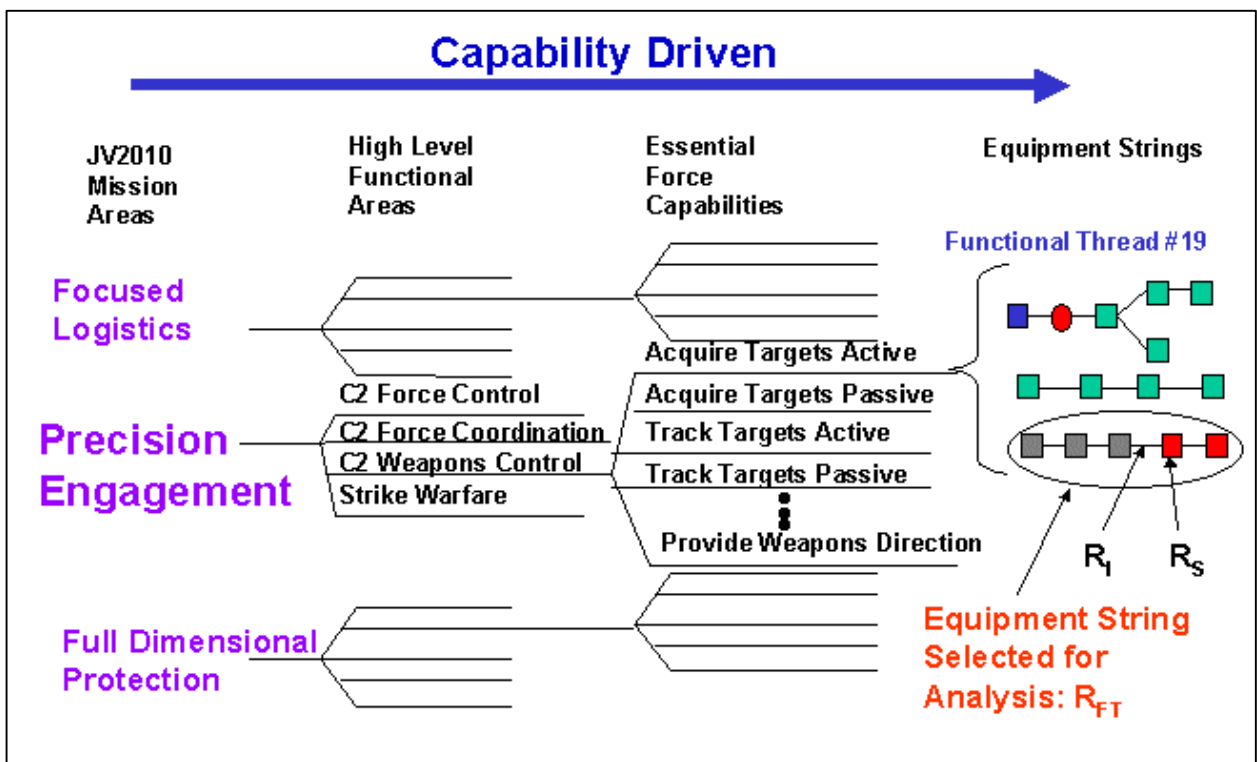 Capability Driven
JV2010
Mission
Areas
High Level
Functional
Areas
Essential
Force
Capabilities
Equipment Strings
Functional Thread #19
Focused
Logistics
Precision
Engagement
Full Dimensional
Protection
C2 Force Control
C2 Force Coordination
C2 Weapons Control
Strike Warfare
Acquire Targets Active
Acquire Targets Passive
Track Targets Active
Track Targets Passive
Provide Weapons Direction
RI
RS
Equipment String
Selected for
Analysis: RFT